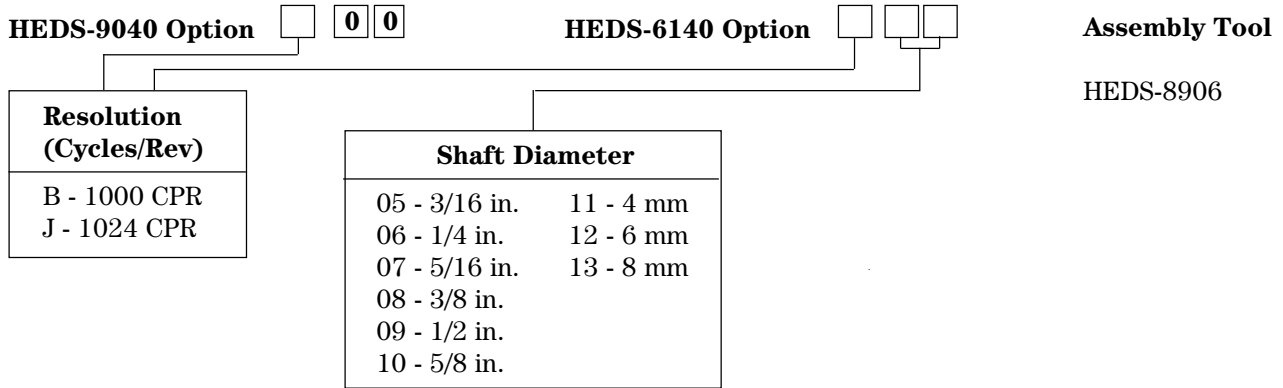 HEDS-9040 Option 0 0 HEDS-6140 Option Assembly Tool
HEDS-8906
Resolution
(Cycles/Rev)
B - 1000 CPR
J - 1024 CPR
Shaft Diameter
05 - 3/16 in. 11 - 4 mm
06 - 1/4 in. 12 - 6 mm
07 - 5/16 in. 13 - 8 mm
08 - 3/8 in.
09 - 1/2 in.
10 - 5/8 in.